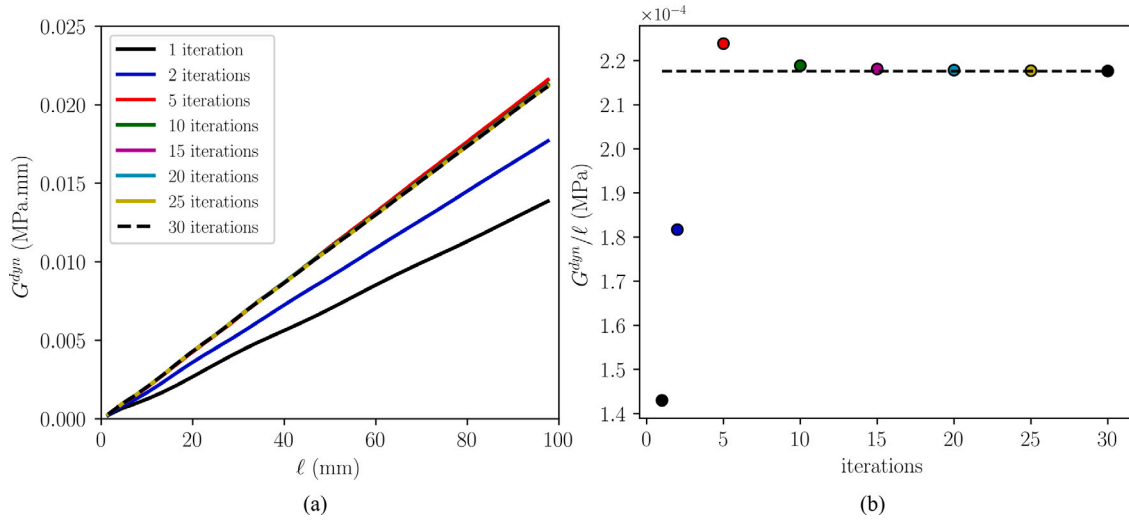 0.025
0.020
0.015
0.010
0.005
0.000
G^{dyn} (MPa.mm)
1 iteration
2 iterations
5 iterations
10 iterations
15 iterations
20 iterations
25 iterations
30 iterations
0 20 40 60 80 100
ℓ (mm)
(a)
×10⁻⁴
2.2
2.1
2.0
1.9
1.8
1.7
1.6
1.5
1.4
G^{dyn}/ℓ (MPa)
0 5 10 15 20 25 30
iterations
(b)